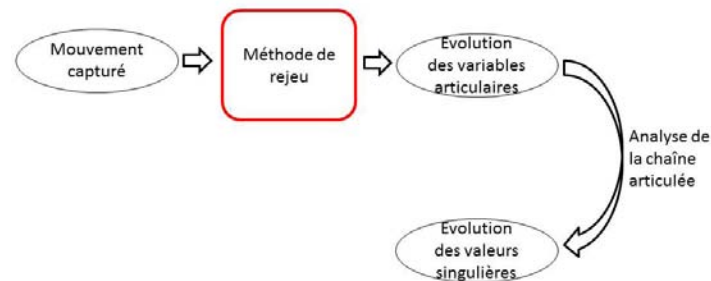 Mouvement
capturé
Méthode de
rejeu
Evolution
des variables
articulaires
Analyse de
la chaîne
articulée
Evolution
des valeurs
singulières